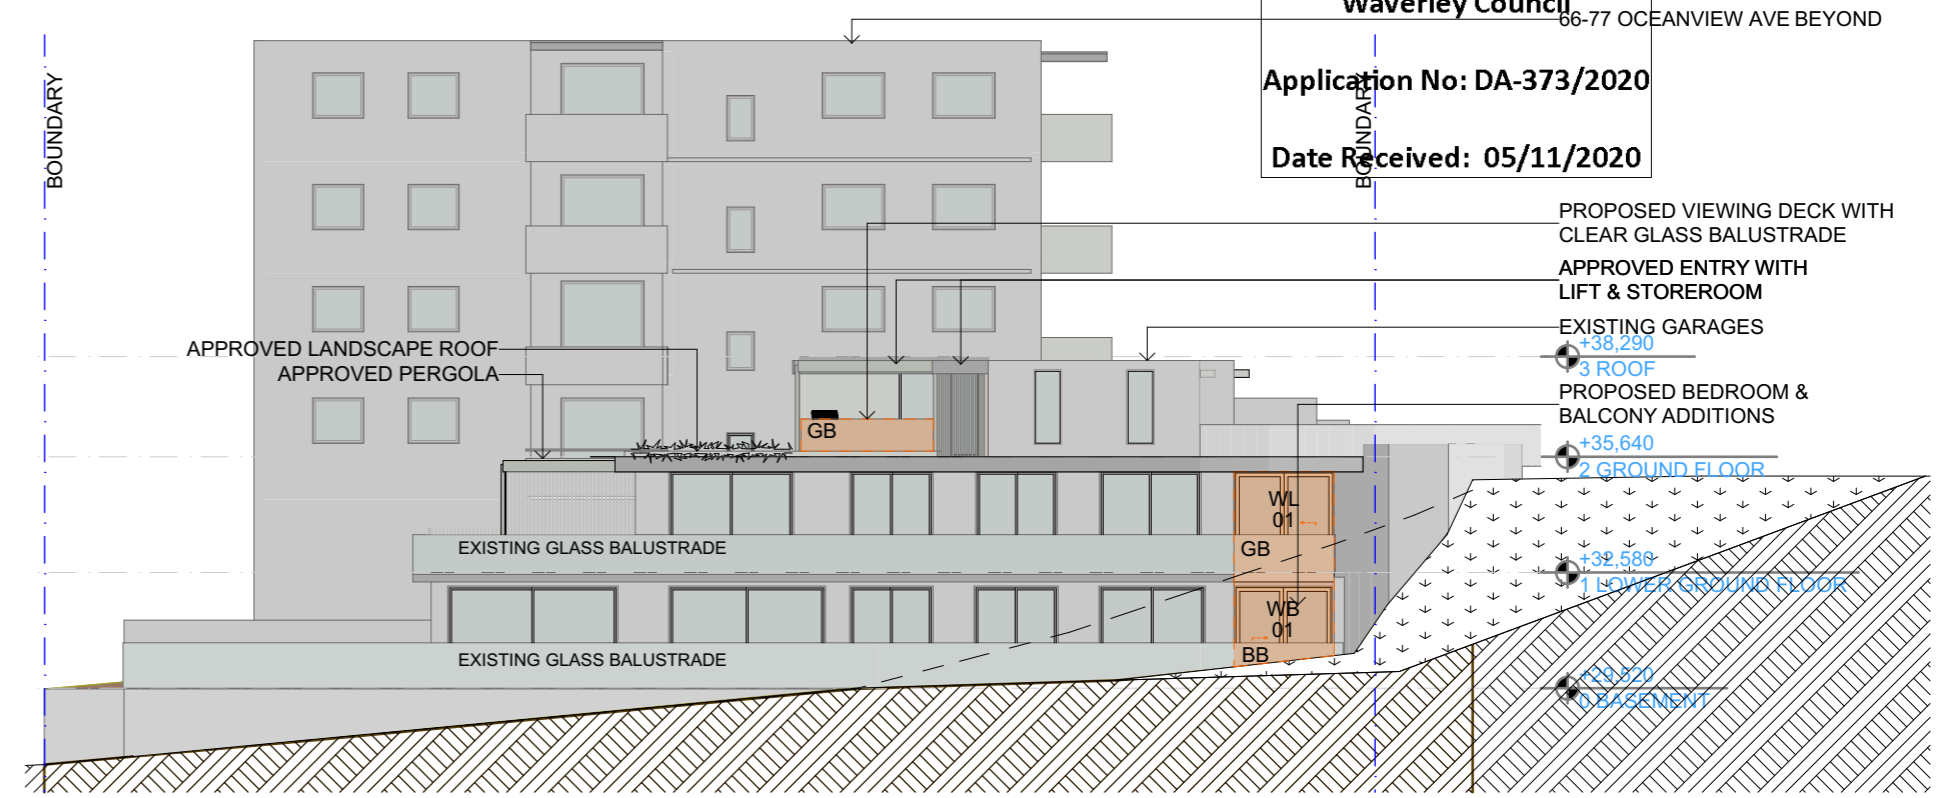 Waverley Council
66-77 OCEANVIEW AVE BEYOND
Application No: DA-373/2020
Date Received: 05/11/2020
BOUNDARY
BOUNDARY
PROPOSED VIEWING DECK WITH
CLEAR GLASS BALUSTRADE
APPROVED ENTRY WITH
LIFT & STOREROOM
EXISTING GARAGES
+38,290
3 ROOF
APPROVED LANDSCAPE ROOF
APPROVED PERGOLA
PROPOSED BEDROOM &
BALCONY ADDITIONS
GB
+35,640
2 GROUND FLOOR
WL
01
EXISTING GLASS BALUSTRADE
GB
+32,580
1 LOWER GROUND FLOOR
WB
01
EXISTING GLASS BALUSTRADE
BB
+29,520
0 BASEMENT